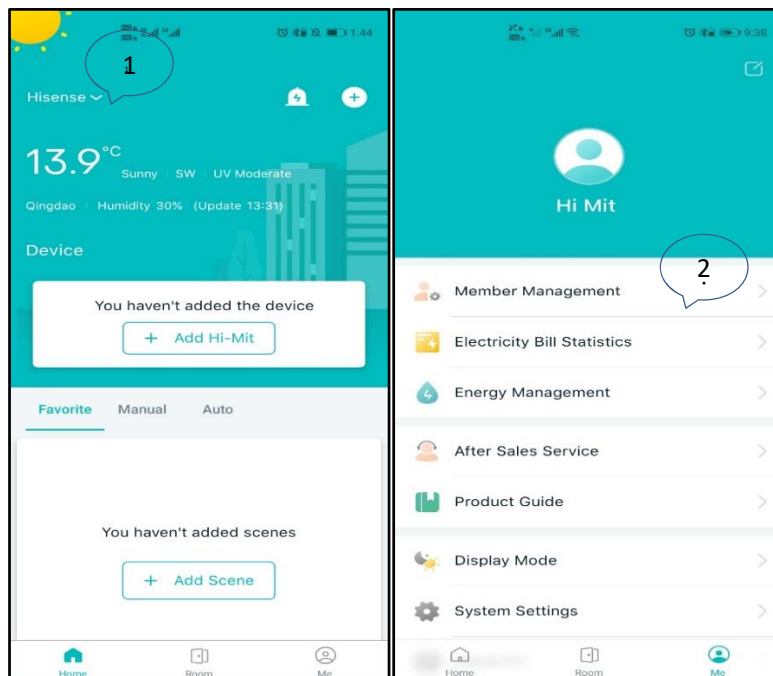 1:44
1
Hisense
13.9°C
Sunny | SW | UV Moderate
Qingdao | Humidity 30% (Update 13:31)
Device
You haven't added the device
+ Add Hi-Mit
Favorite Manual Auto
You haven't added scenes
+ Add Scene
Home Room Me
9:38
Hi Mit
2.
Member Management
Electricity Bill Statistics
Energy Management
After Sales Service
Product Guide
Display Mode
System Settings
Home Room Me